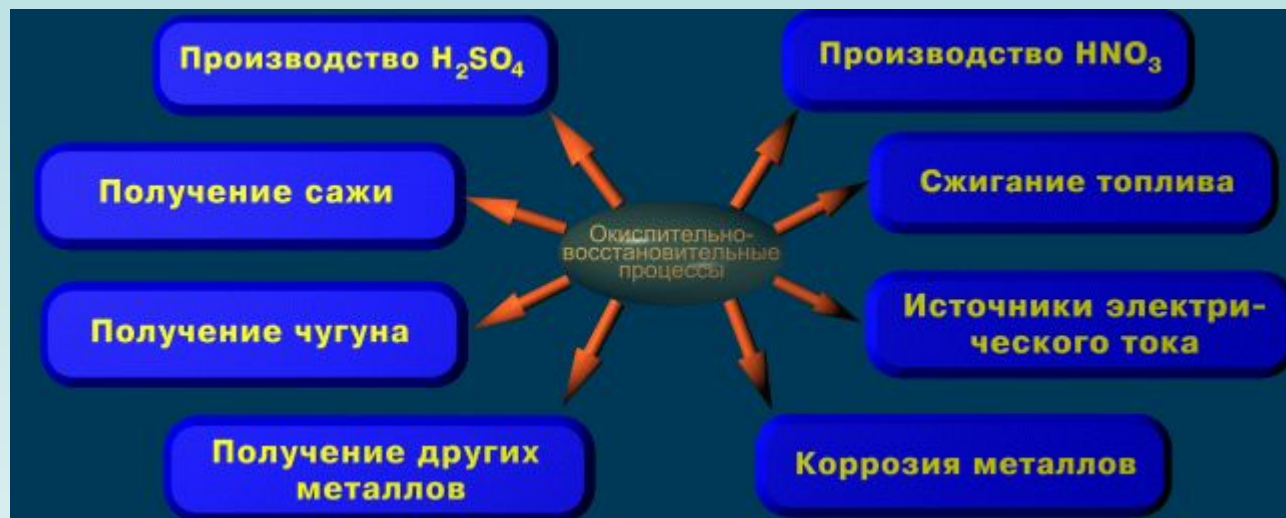 Производство H₂SO₄
Производство HNO₃
Получение сажи
Сжигание топлива
Окислительно-
восстановительные
процессы
Получение чугуна
Источники электри-
ческого тока
Получение других
металлов
Коррозия металлов